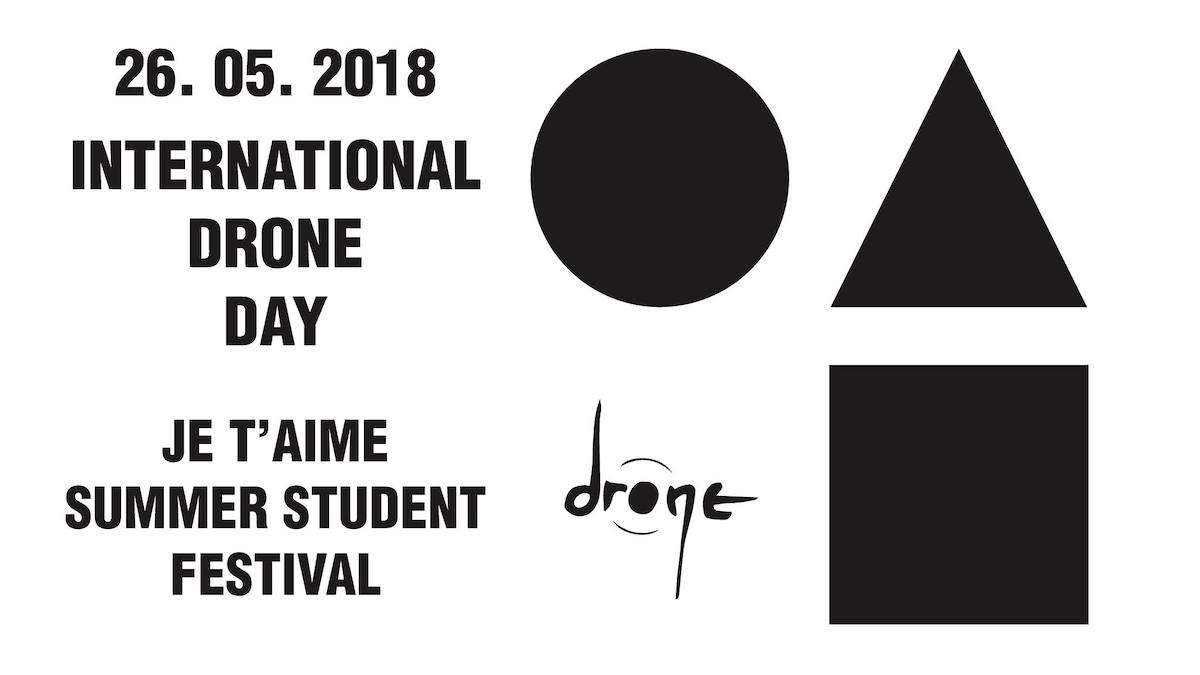 26. 05. 2018
INTERNATIONAL
DRONE
DAY
JE T’AIME
SUMMER STUDENT
FESTIVAL
drone